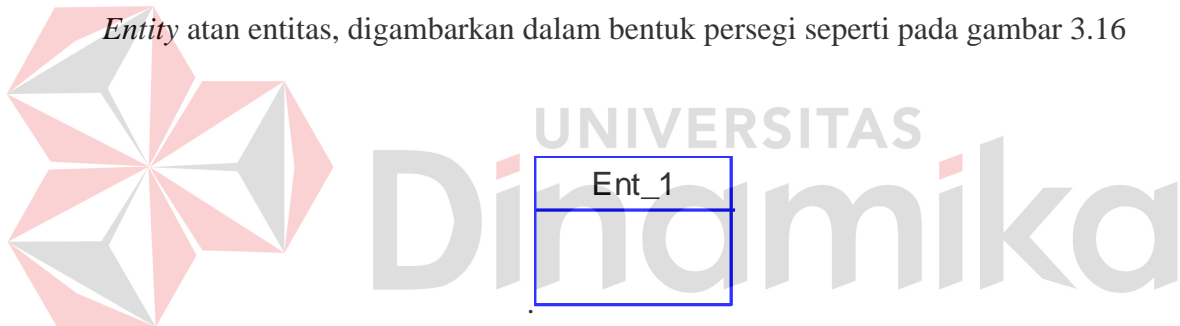 Entity atan entitas, digambarkan dalam bentuk persegi seperti pada gambar 3.16
UNIVERSITAS
Dinamika
Ent_1
.